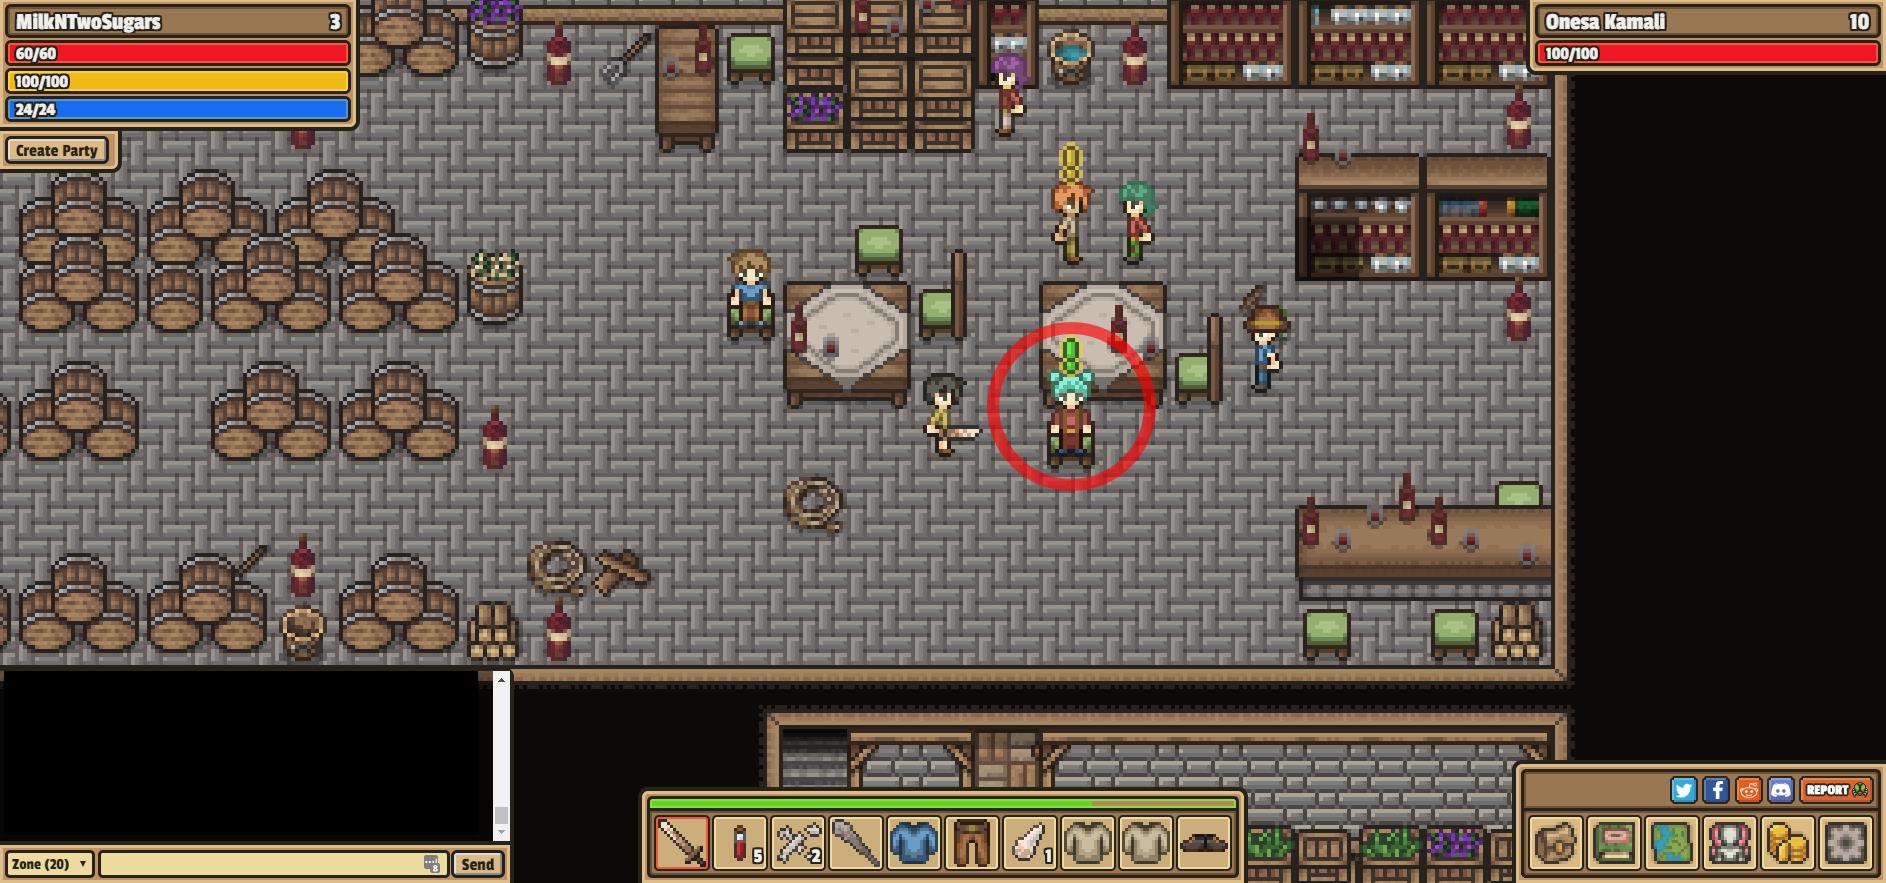 MilkNTwoSugars 3
60/60
100/100
24/24
Create Party
Onesa Kamali 10
100/100
REPORT
5
-2
1
Zone (20)
Send